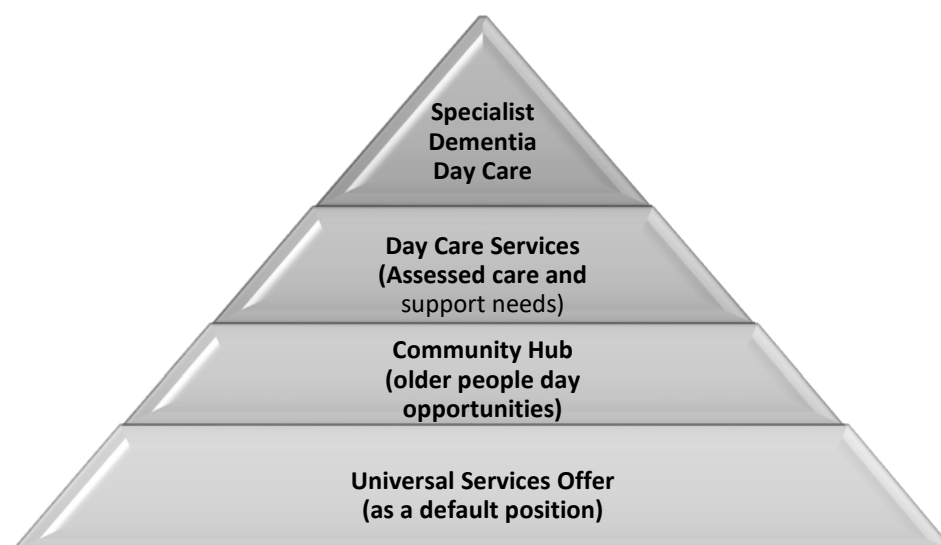 Specialist
Dementia
Day Care
Day Care Services
(Assessed care and
support needs)
Community Hub
(older people day
opportunities)
Universal Services Offer
(as a default position)